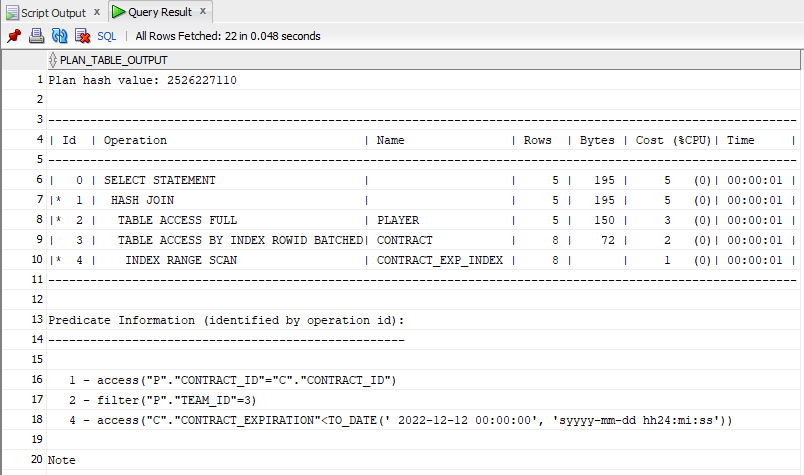 Script Output x Query Result x
SQL | All Rows Fetched: 22 in 0.048 seconds
PLAN_TABLE_OUTPUT
1 Plan hash value: 2526227110
2
3 ---------------------------------------------------------------------------------------------------------
4 | Id  | Operation                           | Name               | Rows  | Bytes | Cost (%CPU)| Time     |
5 ---------------------------------------------------------------------------------------------------------
6 |   0 | SELECT STATEMENT                    |                    |     5 |   195 |     5   (0)| 00:00:01 |
7 |*  1 |  HASH JOIN                          |                    |     5 |   195 |     5   (0)| 00:00:01 |
8 |*  2 |   TABLE ACCESS FULL                 | PLAYER             |     5 |   150 |     3   (0)| 00:00:01 |
9 |   3 |   TABLE ACCESS BY INDEX ROWID BATCHED| CONTRACT           |     8 |    72 |     2   (0)| 00:00:01 |
10 |*  4 |    INDEX RANGE SCAN                 | CONTRACT_EXP_INDEX |     8 |       |     1   (0)| 00:00:01 |
11 ---------------------------------------------------------------------------------------------------------
12
13 Predicate Information (identified by operation id):
14 ---------------------------------------------------
15
16    1 - access("P"."CONTRACT_ID"="C"."CONTRACT_ID")
17    2 - filter("P"."TEAM_ID"=3)
18    4 - access("C"."CONTRACT_EXPIRATION"<TO_DATE(' 2022-12-12 00:00:00', 'syyyy-mm-dd hh24:mi:ss'))
19
20 Note